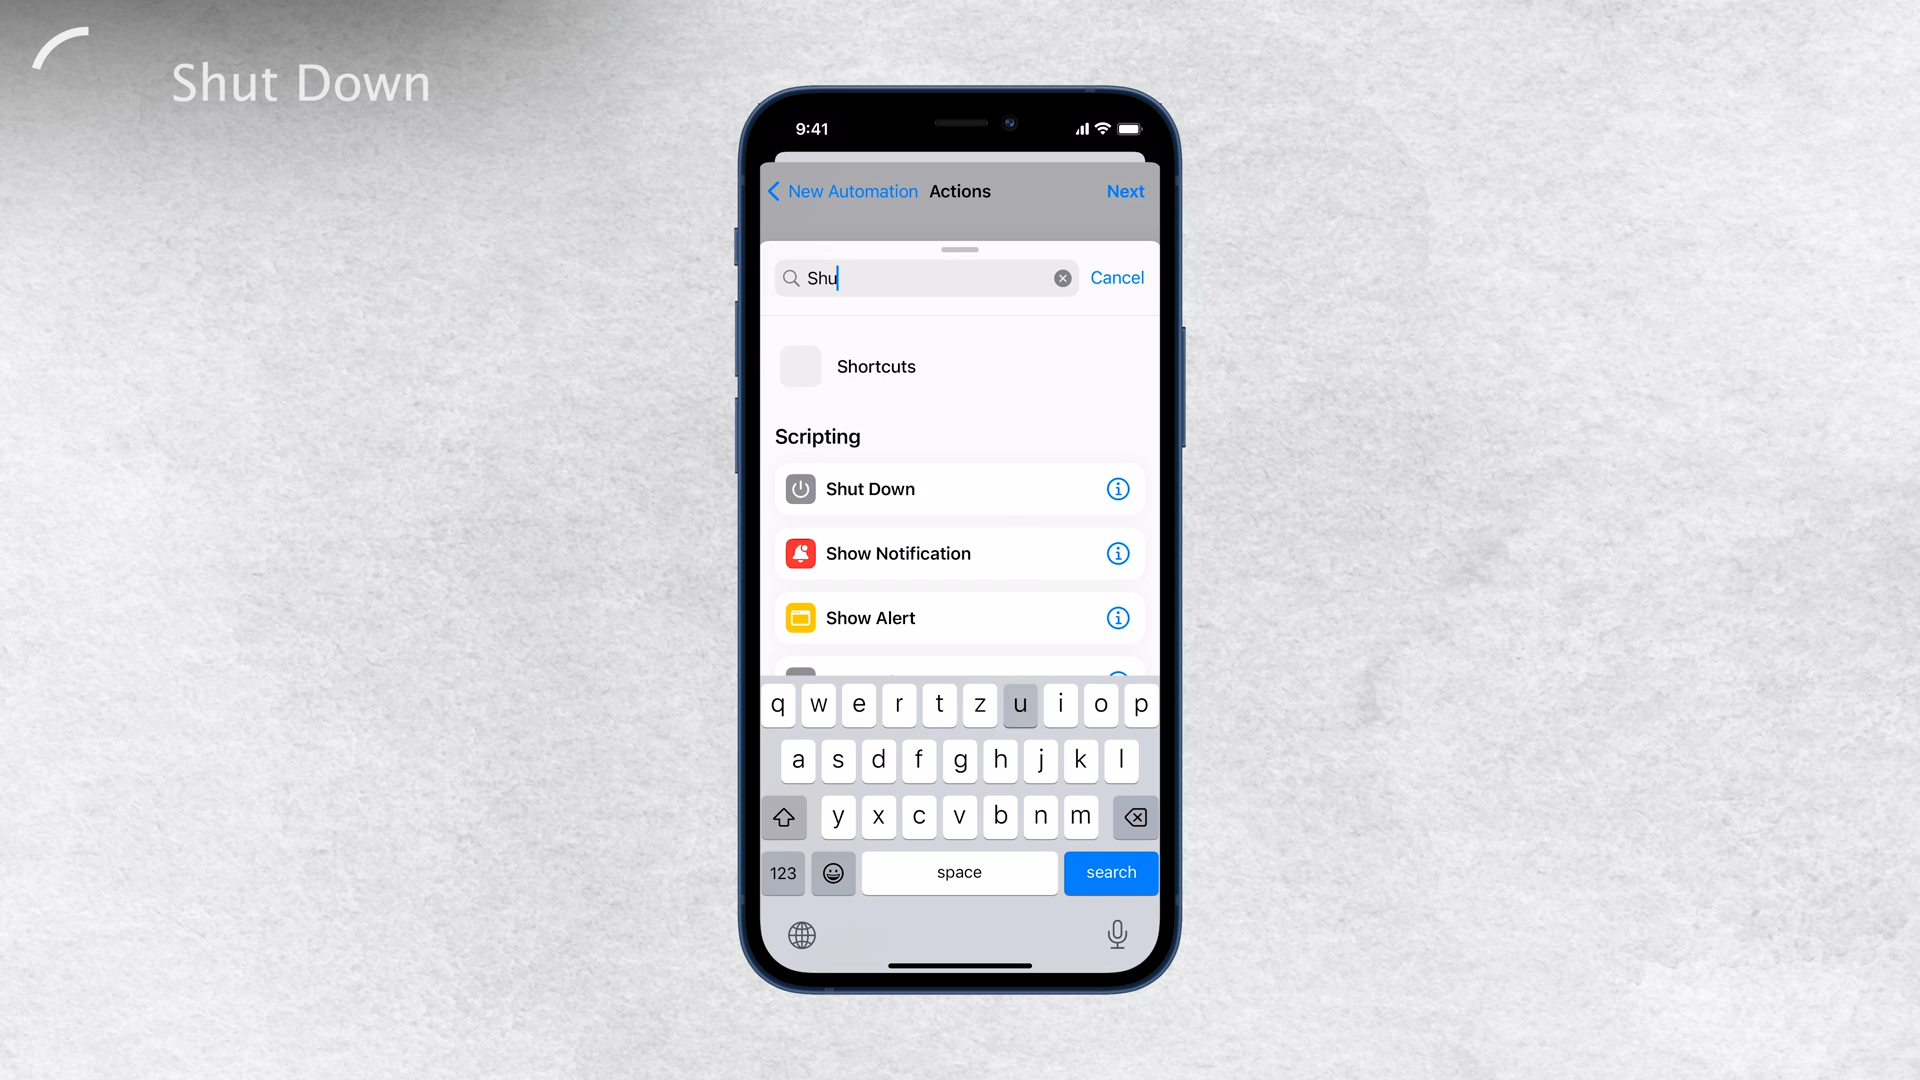 Shut Down
9:41
New Automation Actions Next
Shu Cancel
Shortcuts
Scripting
Shut Down
Show Notification
Show Alert
q w e r t z u i o p
a s d f g h j k l
y x c v b n m
123 space search